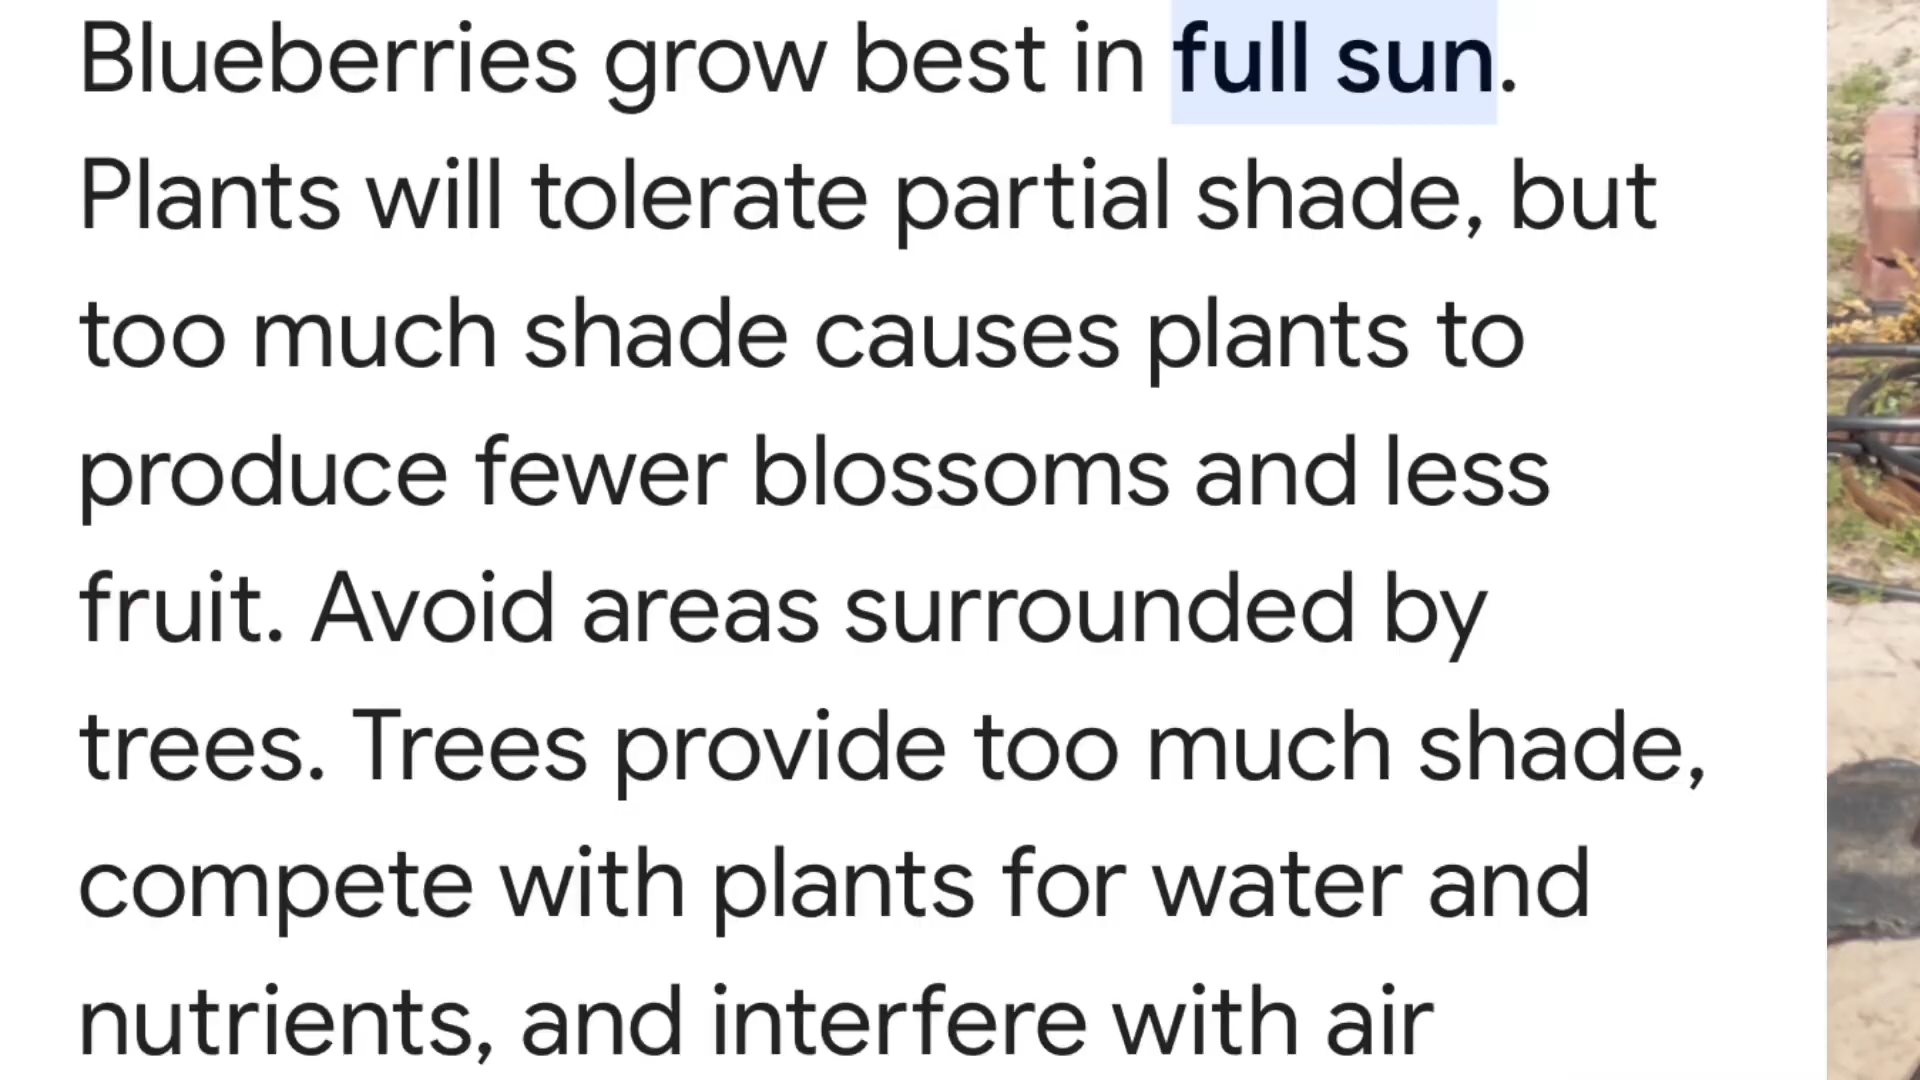 Blueberries grow best in full sun.
Plants will tolerate partial shade, but
too much shade causes plants to
produce fewer blossoms and less
fruit. Avoid areas surrounded by
trees. Trees provide too much shade,
compete with plants for water and
nutrients, and interfere with air